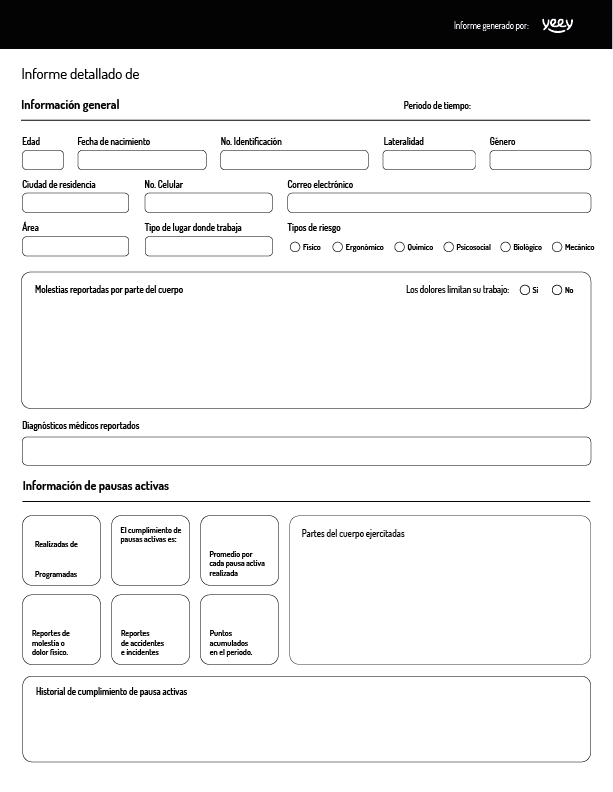 Informe generado por: yeey
Informe detallado de
Información general
Periodo de tiempo:
Edad
Fecha de nacimiento
No. Identificación
Lateralidad
Género
Ciudad de residencia
No. Celular
Correo electrónico
Área
Tipo de lugar donde trabaja
Tipos de riesgo
Físico
Ergonómico
Químico
Psicosocial
Biológico
Mecánico
Molestias reportadas por parte del cuerpo
Los dolores limitan su trabajo:
Si
No
Diagnósticos médicos reportados
Información de pausas activas
Realizadas de
Programadas
El cumplimiento de
pausas activas es:
Promedio por
cada pausa activa
realizada
Partes del cuerpo ejercitadas
Reportes de
molestia o
dolor físico.
Reportes
de accidentes
e incidentes
Puntos
acumulados
en el periodo.
Historial de cumplimiento de pausa activas